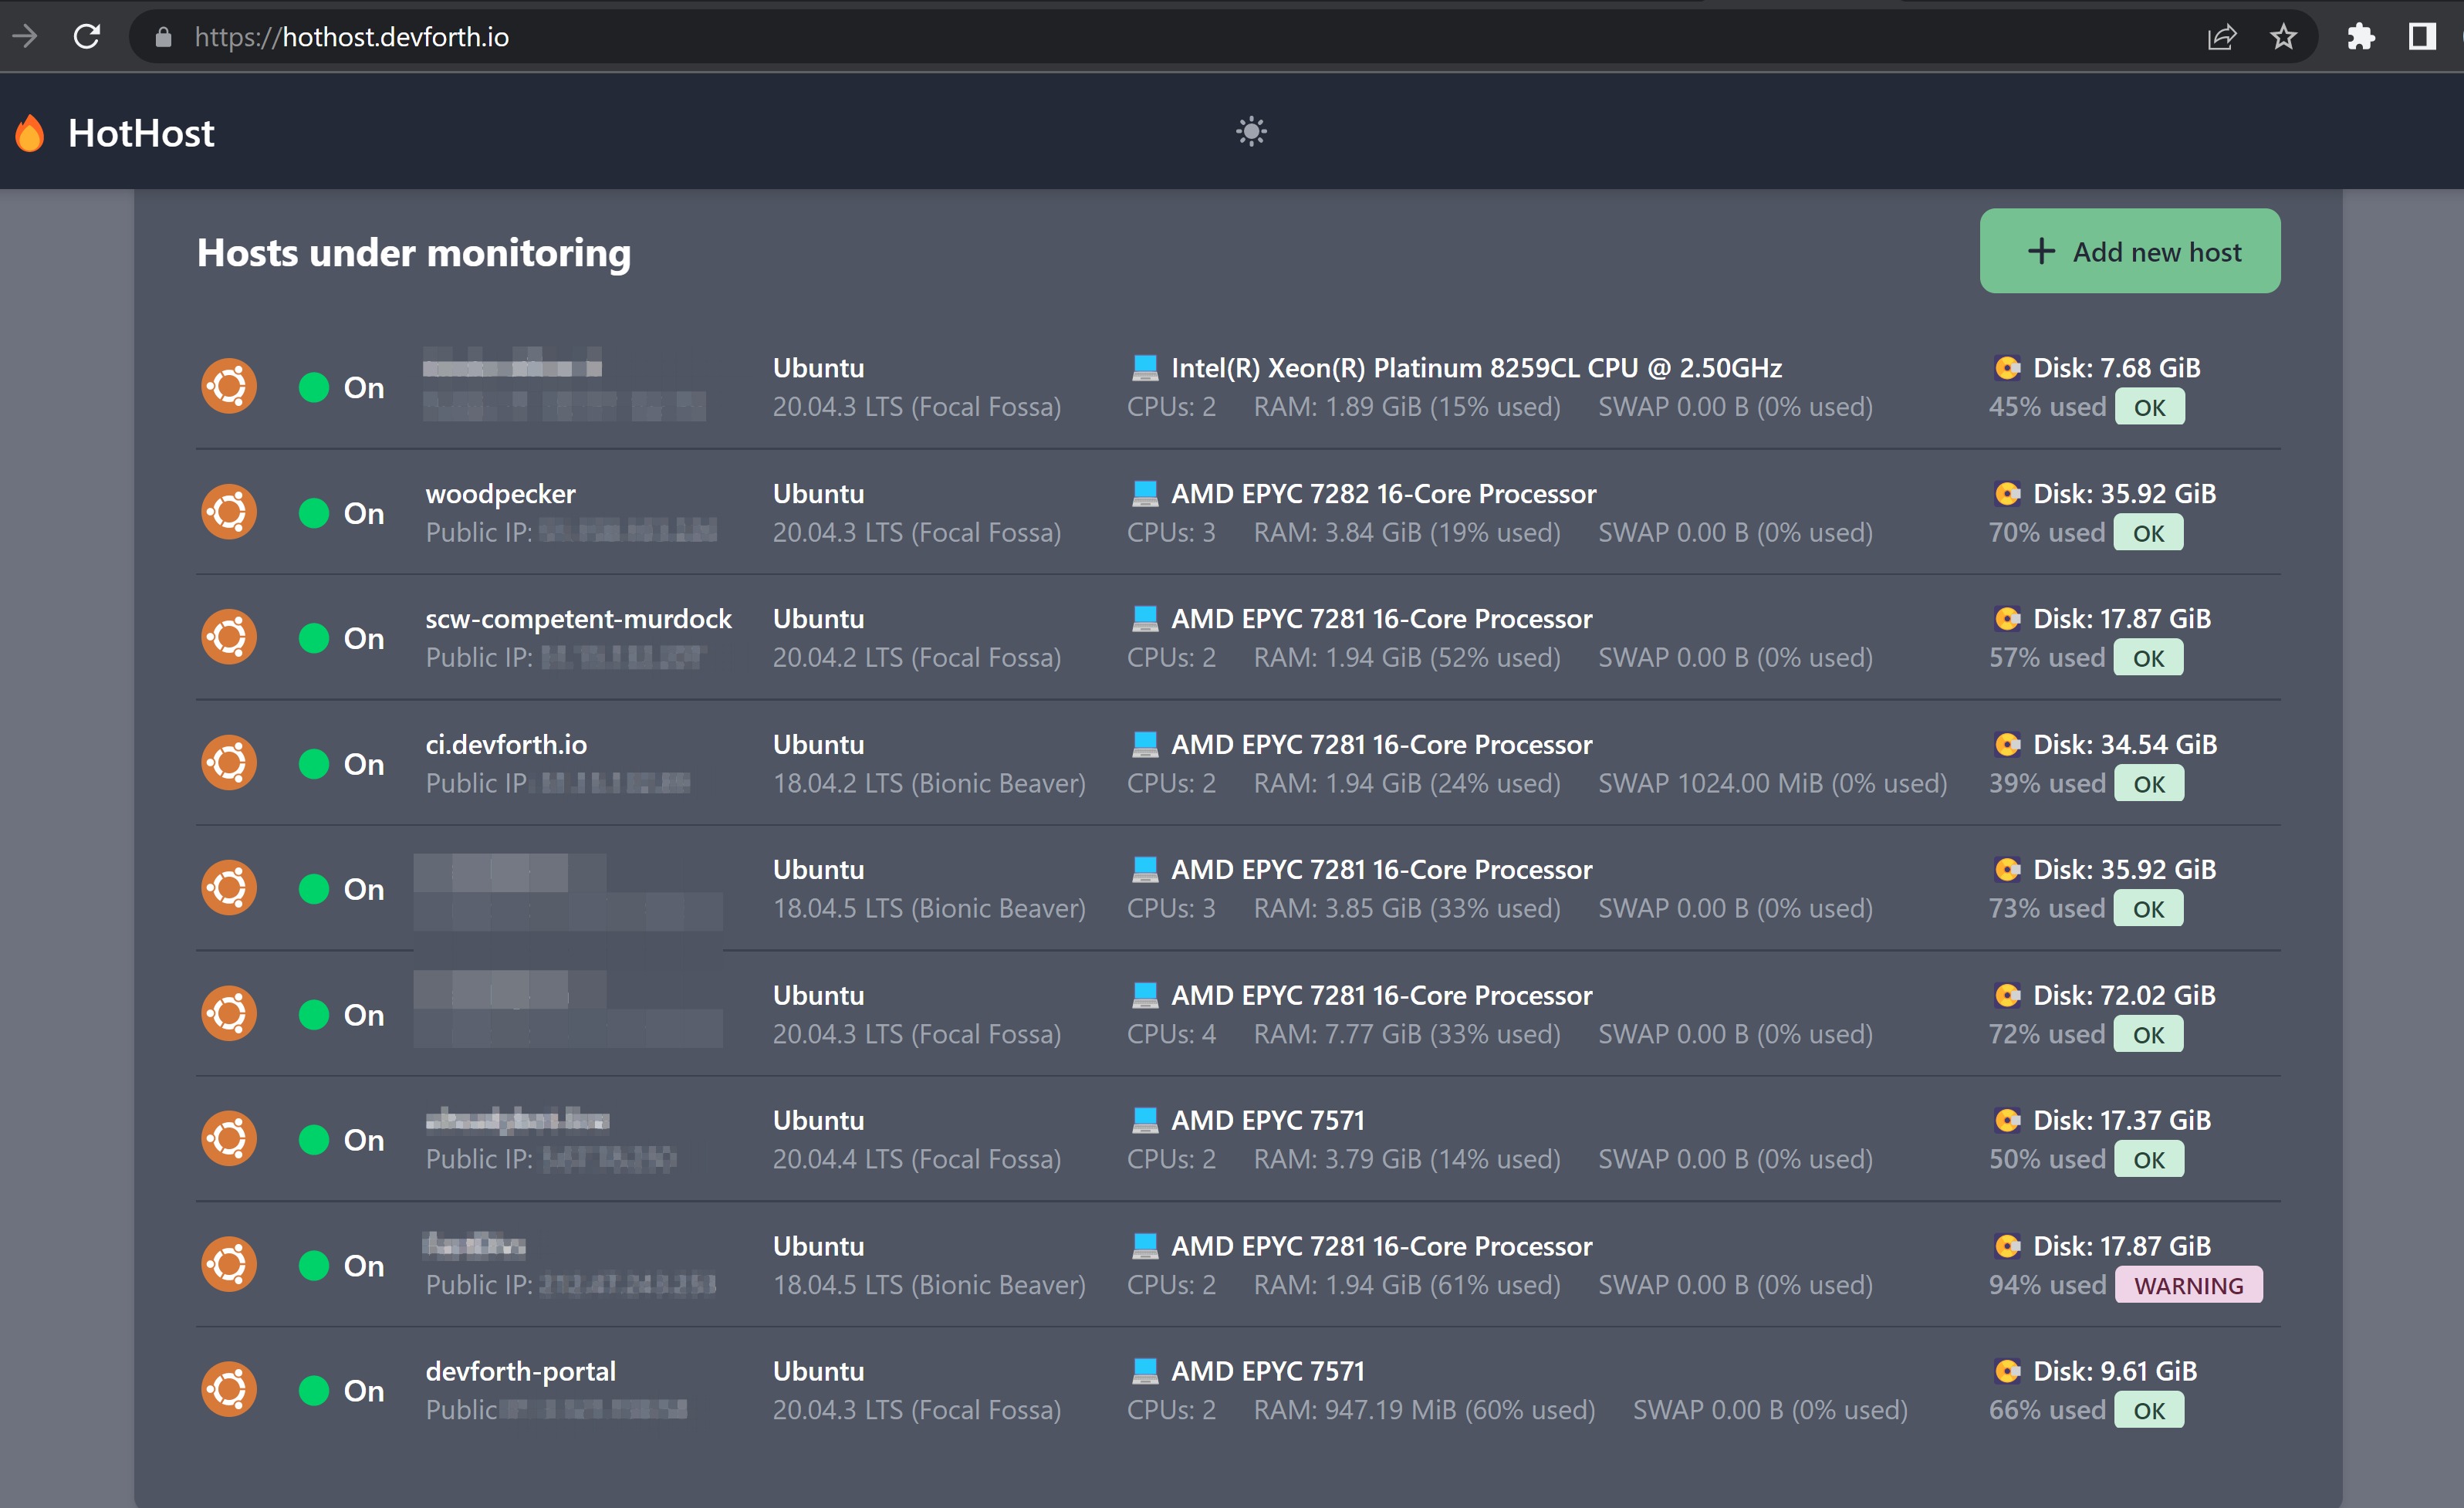 https://hothost.devforth.io
HotHost
Hosts under monitoring
+ Add new host
On
Ubuntu
20.04.3 LTS (Focal Fossa)
Intel(R) Xeon(R) Platinum 8259CL CPU @ 2.50GHz
CPUs: 2 RAM: 1.89 GiB (15% used) SWAP 0.00 B (0% used)
Disk: 7.68 GiB
45% used OK
On
woodpecker
Public IP:
Ubuntu
20.04.3 LTS (Focal Fossa)
AMD EPYC 7282 16-Core Processor
CPUs: 3 RAM: 3.84 GiB (19% used) SWAP 0.00 B (0% used)
Disk: 35.92 GiB
70% used OK
On
scw-competent-murdock
Public IP:
Ubuntu
20.04.2 LTS (Focal Fossa)
AMD EPYC 7281 16-Core Processor
CPUs: 2 RAM: 1.94 GiB (52% used) SWAP 0.00 B (0% used)
Disk: 17.87 GiB
57% used OK
On
ci.devforth.io
Public IP
Ubuntu
18.04.2 LTS (Bionic Beaver)
AMD EPYC 7281 16-Core Processor
CPUs: 2 RAM: 1.94 GiB (24% used) SWAP 1024.00 MiB (0% used)
Disk: 34.54 GiB
39% used OK
On
Ubuntu
18.04.5 LTS (Bionic Beaver)
AMD EPYC 7281 16-Core Processor
CPUs: 3 RAM: 3.85 GiB (33% used) SWAP 0.00 B (0% used)
Disk: 35.92 GiB
73% used OK
On
Ubuntu
20.04.3 LTS (Focal Fossa)
AMD EPYC 7281 16-Core Processor
CPUs: 4 RAM: 7.77 GiB (33% used) SWAP 0.00 B (0% used)
Disk: 72.02 GiB
72% used OK
On
Public IP:
Ubuntu
20.04.4 LTS (Focal Fossa)
AMD EPYC 7571
CPUs: 2 RAM: 3.79 GiB (14% used) SWAP 0.00 B (0% used)
Disk: 17.37 GiB
50% used OK
On
Public IP:
Ubuntu
18.04.5 LTS (Bionic Beaver)
AMD EPYC 7281 16-Core Processor
CPUs: 2 RAM: 1.94 GiB (61% used) SWAP 0.00 B (0% used)
Disk: 17.87 GiB
94% used WARNING
On
devforth-portal
Public
Ubuntu
20.04.3 LTS (Focal Fossa)
AMD EPYC 7571
CPUs: 2 RAM: 947.19 MiB (60% used) SWAP 0.00 B (0% used)
Disk: 9.61 GiB
66% used OK